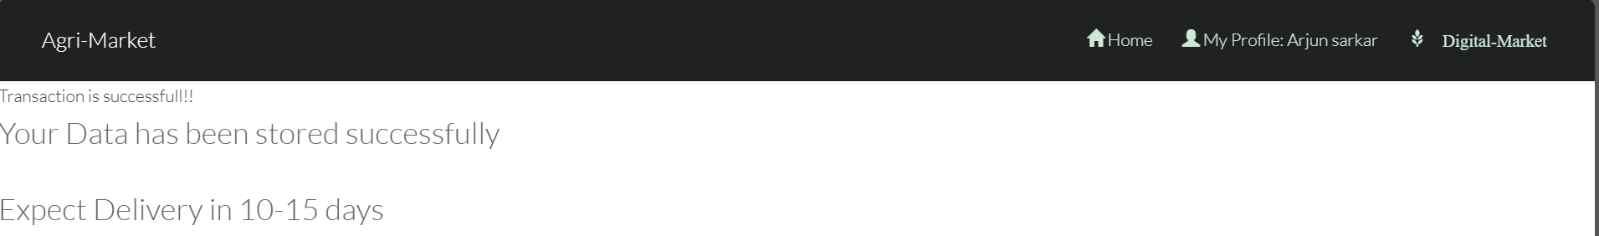 Agri-Market Home My Profile: Arjun sarkar Digital-Market
Transaction is successfull!!
Your Data has been stored successfully
Expect Delivery in 10-15 days